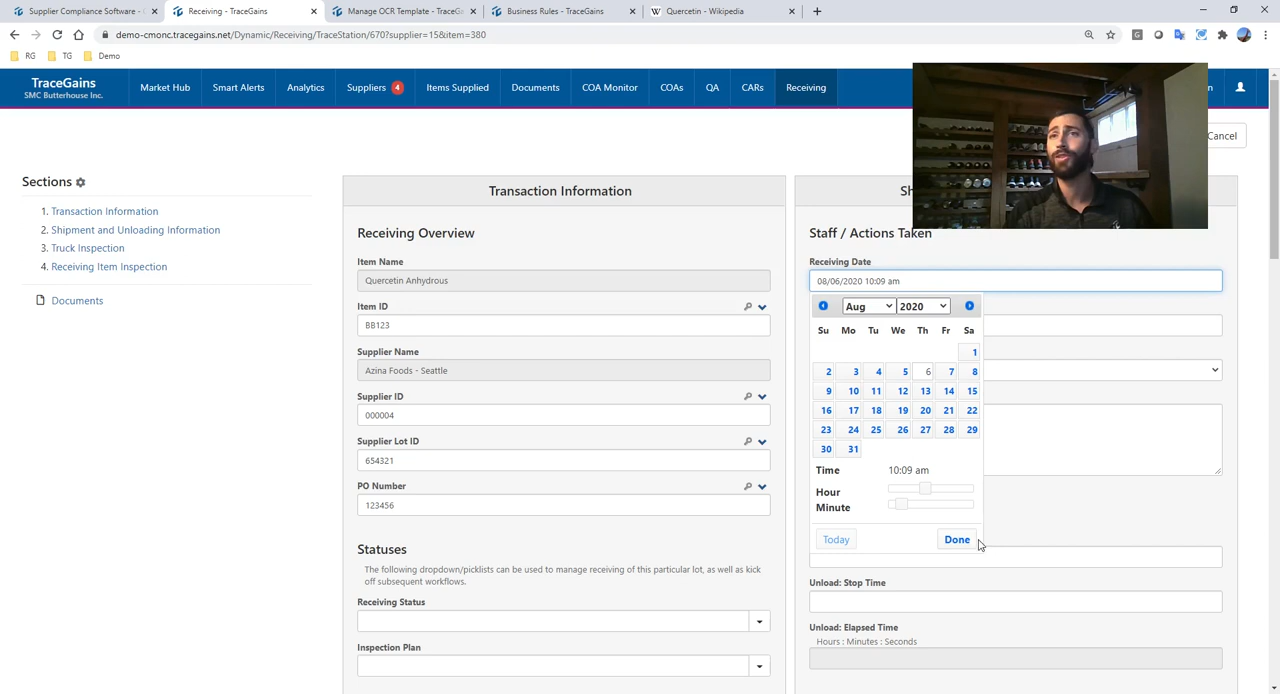 Supplier Compliance Software - 
Receiving - TraceGains
Manage OCR Template - TraceGa
Business Rules - TraceGains
Quercetin - Wikipedia
demo-cmonc.tracegains.net/Dynamic/Receiving/TraceStation/670?supplier=15&item=380
RG
TG
Demo
TraceGains
SMC Butterhouse Inc.
Market Hub
Smart Alerts
Analytics
Suppliers 4
Items Supplied
Documents
COA Monitor
COAs
QA
CARs
Receiving
Cancel
Sections
1. Transaction Information
2. Shipment and Unloading Information
3. Truck Inspection
4. Receiving Item Inspection
Documents
Transaction Information
Receiving Overview
Item Name
Quercetin Anhydrous
Item ID
BB123
Supplier Name
Azina Foods - Seattle
Supplier ID
000004
Supplier Lot ID
654321
PO Number
123456
Statuses
The following dropdown/picklists can be used to manage receiving of this particular lot, as well as kick
off subsequent workflows.
Receiving Status
Inspection Plan
Sh
Staff / Actions Taken
Receiving Date
08/06/2020 10:09 am
Aug 2020
Su Mo Tu We Th Fr Sa
1
2 3 4 5 6 7 8
9 10 11 12 13 14 15
16 17 18 19 20 21 22
23 24 25 26 27 28 29
30 31
Time 10:09 am
Hour
Minute
Today Done
Unload: Stop Time
Unload: Elapsed Time
Hours : Minutes : Seconds